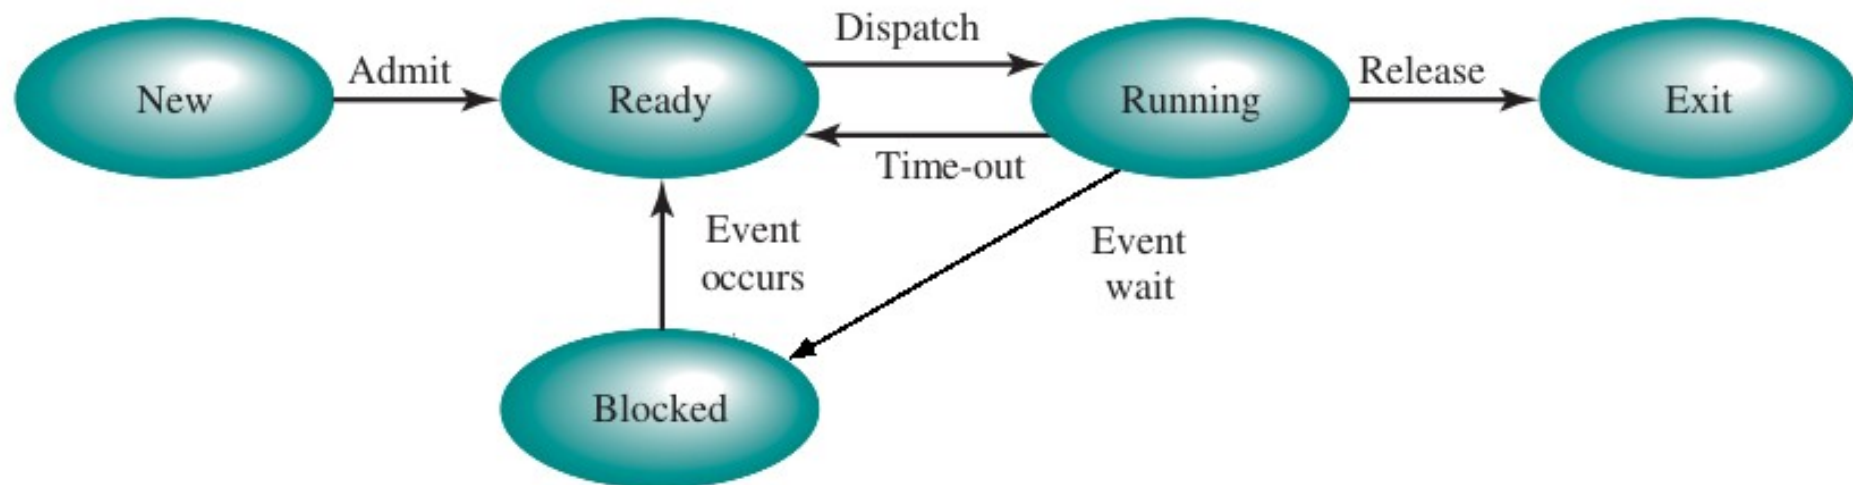 Dispatch
Admit
Release
New
Ready
Running
Exit
Time-out
Event
occurs
Event
wait
Blocked